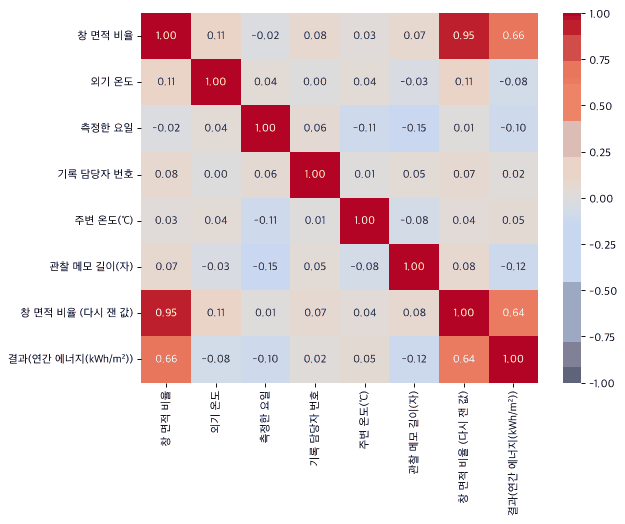 창 면적 비율 1.00 0.11 -0.02 0.08 0.03 0.07 0.95 0.66
외기 온도 0.11 1.00 0.04 0.00 0.04 -0.03 0.11 -0.08
측정한 요일 -0.02 0.04 1.00 0.06 -0.11 -0.15 0.01 -0.10
기록 담당자 번호 0.08 0.00 0.06 1.00 0.01 0.05 0.07 0.02
주변 온도(℃) 0.03 0.04 -0.11 0.01 1.00 -0.08 0.04 0.05
관찰 메모 길이(자) 0.07 -0.03 -0.15 0.05 -0.08 1.00 0.08 -0.12
창 면적 비율 (다시 잰 값) 0.95 0.11 0.01 0.07 0.04 0.08 1.00 0.64
결과(연간 에너지(kWh/m²)) 0.66 -0.08 -0.10 0.02 0.05 -0.12 0.64 1.00
창 면적 비율
외기 온도
측정한 요일
기록 담당자 번호
주변 온도(℃)
관찰 메모 길이(자)
창 면적 비율 (다시 잰 값)
결과(연간 에너지(kWh/m²))
1.00
0.75
0.50
0.25
0.00
-0.25
-0.50
-0.75
-1.00